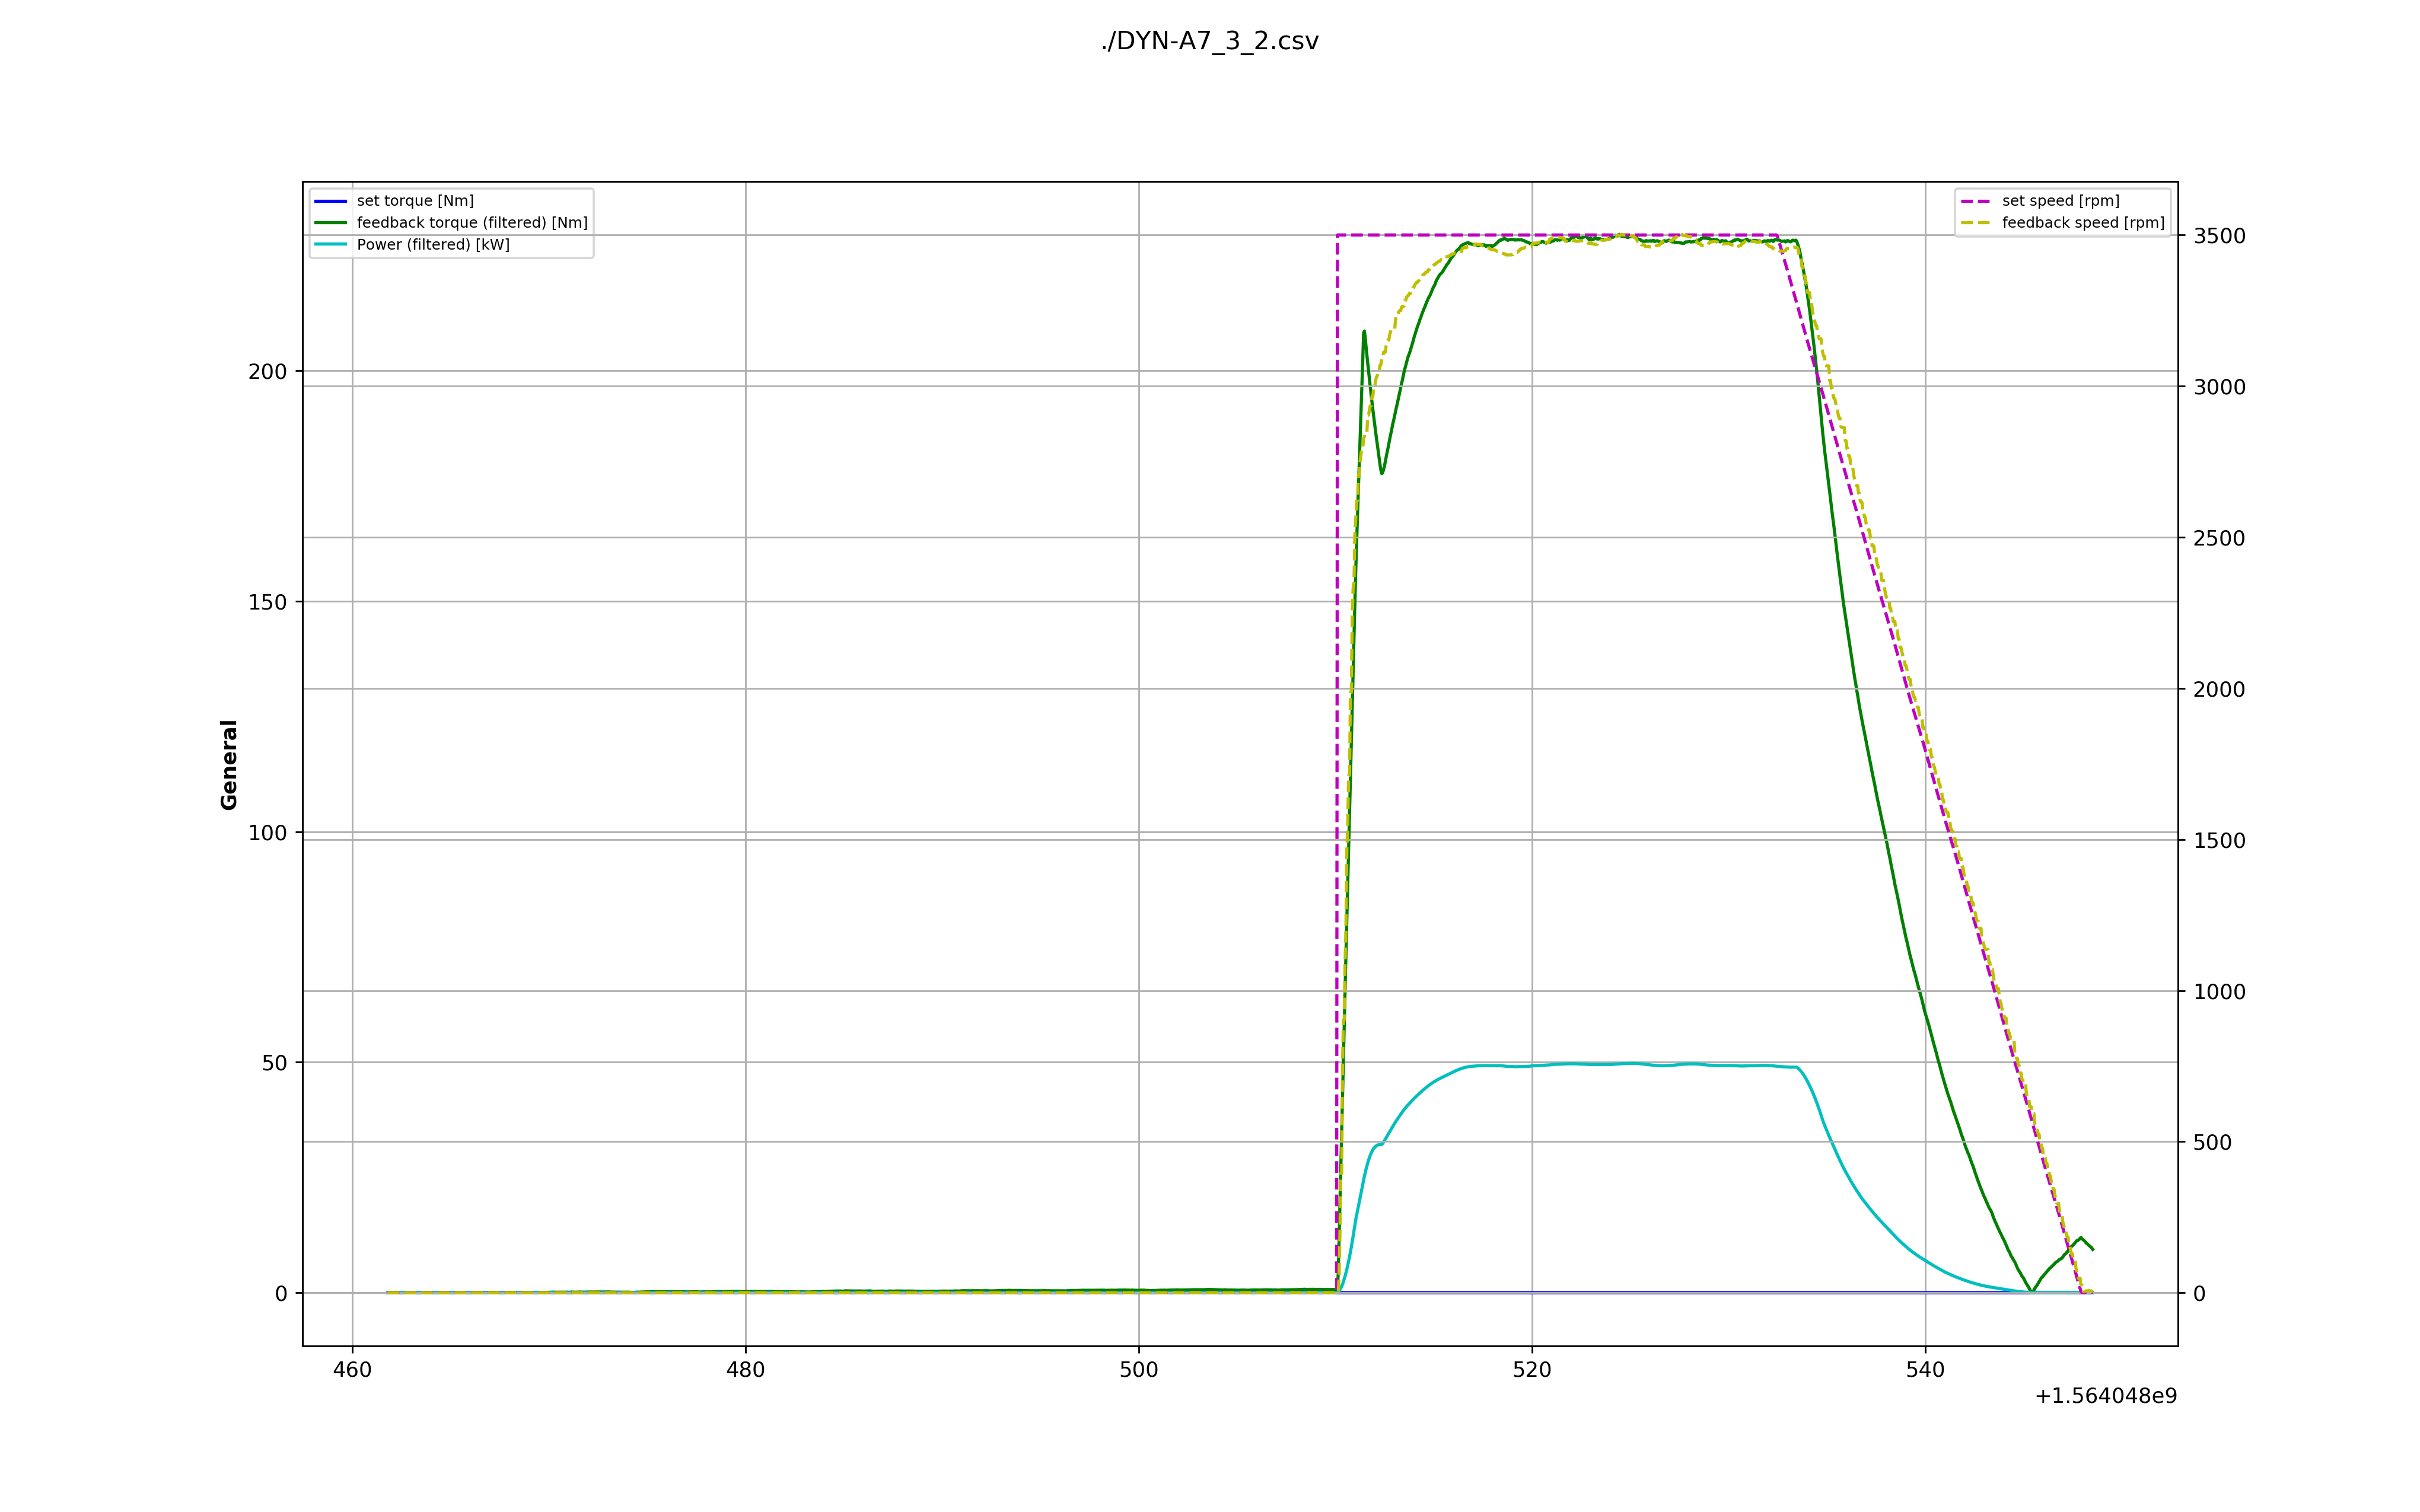 ./DYN-A7_3_2.csv
set torque [Nm]
feedback torque (filtered) [Nm]
Power (filtered) [kW]
set speed [rpm]
feedback speed [rpm]
General
200
150
100
50
0
3500
3000
2500
2000
1500
1000
500
0
460 480 500 520 540
+1.564048e9